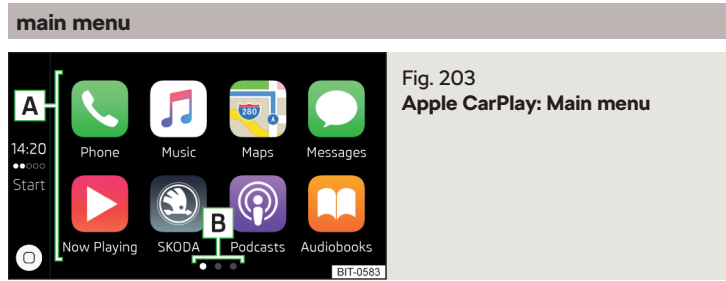 main menu
A
14:20
Start
280
Phone Music Maps Messages
B
Now Playing SKODA Podcasts Audiobooks
BIT-0583
Fig. 203
Apple CarPlay: Main menu